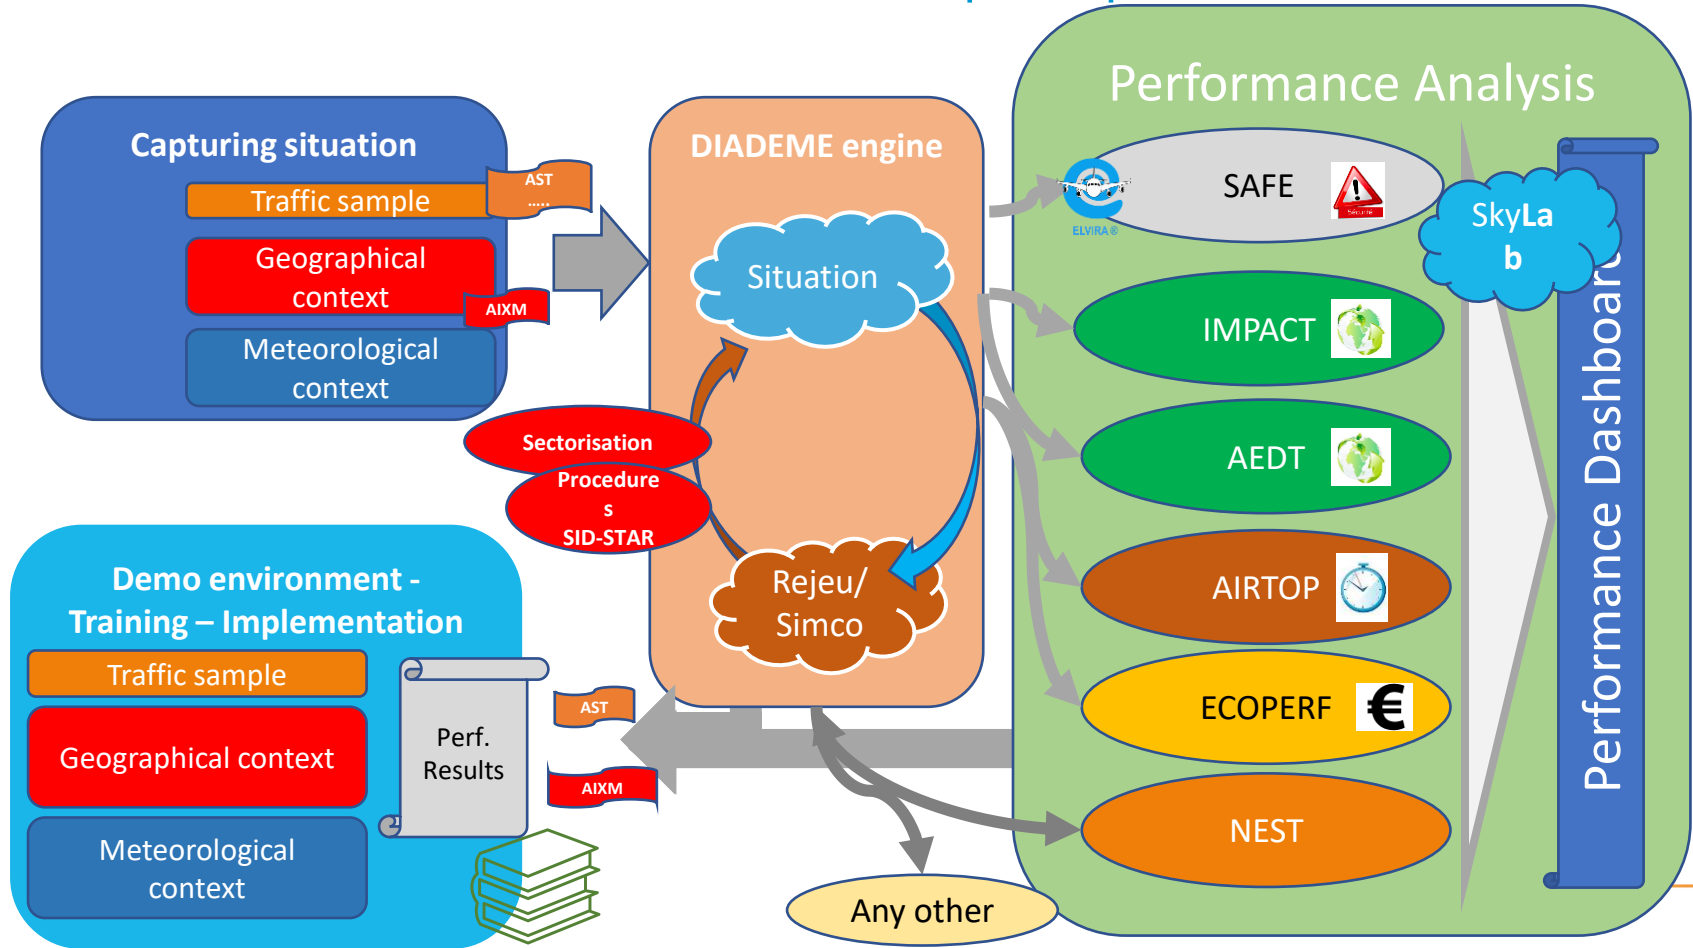 Performance Analysis
Capturing situation
Traffic sample
AST
.....
Geographical
context
AIXM
Meteorological
context
DIADEME engine
Situation
Sectorisation
Procedure
s
SID-STAR
Rejeu/
Simco
ELVIRA®
SAFE
Sécurité
IMPACT
AEDT
AIRTOP
ECOPERF
€
NEST
SkyLa
b
Performance Dashboard
Demo environment -
Training – Implementation
Traffic sample
Geographical context
Meteorological
context
Perf.
Results
AST
AIXM
Any other